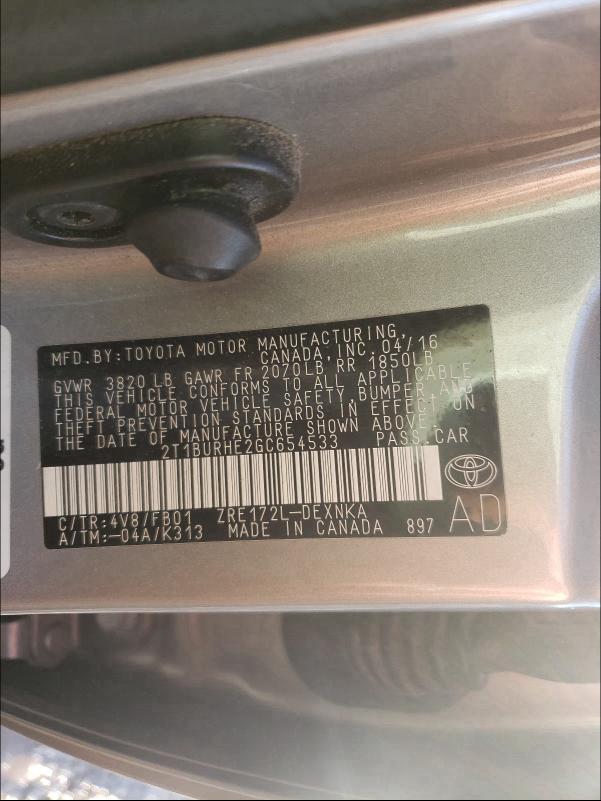 MFD. BY: TOYOTA MOTOR MANUFACTURING,
CANADA, INC. 04/16
GVWR 3820 LB GAWR FR 2070LB RR 1850LB
THIS VEHICLE CONFORMS TO ALL APPLICABLE
FEDERAL MOTOR VEHICLE SAFETY, BUMPER, AND
THEFT PREVENTION STANDARDS IN EFFECT ON
THE DATE OF MANUFACTURE SHOWN ABOVE.
2T1BURHE2GC654533 PASS.CAR
C/TR:4V8/FB01 ZRE172L-DEXNKA
A/TM:-04A/K313 MADE IN CANADA 897
AD